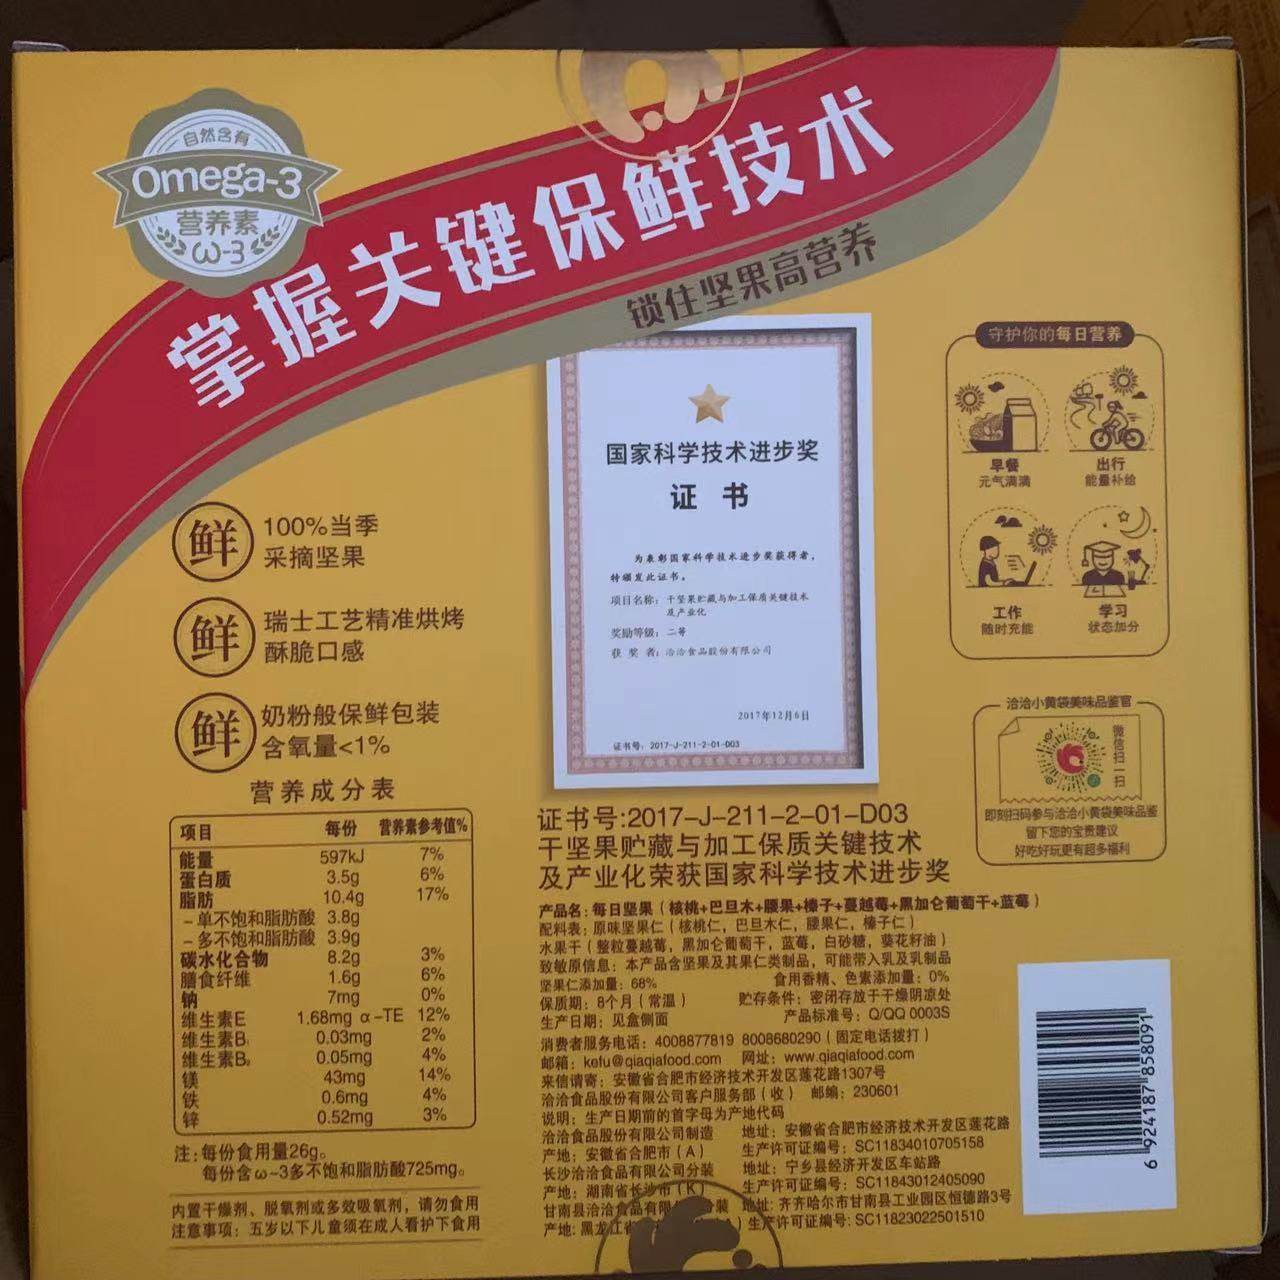 自然含有
Omega-3
营养素
ω-3
掌握关键保鲜技术
锁住坚果高营养
国家科学技术进步奖
证 书
为表彰国家科学技术进步奖获得者，
特颁发此证书。
项目名称：干坚果贮藏与加工保质关键技术
及产业化
奖励等级：二等
获 奖 者：洽洽食品股份有限公司
2017年12月6日
证书号：2017-J-211-2-01-D03
守护你的每日营养
早餐
元气满满
出行
能量补给
工作
随时充能
学习
状态加分
鲜
100%当季
采摘坚果
鲜
瑞士工艺精准烘烤
酥脆口感
鲜
奶粉般保鲜包装
含氧量<1%
洽洽小黄袋美味品鉴官
微信扫一扫
即刻扫码参与洽洽小黄袋美味品鉴
留下您的宝贵建议
好吃好玩更有超多福利
营养成分表
项目 每份 营养素参考值%
能量 597kJ 7%
蛋白质 3.5g 6%
脂肪 10.4g 17%
-单不饱和脂肪酸 3.8g
-多不饱和脂肪酸 3.9g
碳水化合物 8.2g 3%
膳食纤维 1.6g 6%
钠 7mg 0%
维生素E 1.68mg α-TE 12%
维生素B₁ 0.03mg 2%
维生素B₂ 0.05mg 4%
镁 43mg 14%
铁 0.6mg 4%
锌 0.52mg 3%
注：每份食用量26g。
每份含ω-3多不饱和脂肪酸725mg。
内置干燥剂、脱氧剂或多效吸氧剂，请勿食用
注意事项：五岁以下儿童须在成人看护下食用
证书号:2017-J-211-2-01-D03
干坚果贮藏与加工保质关键技术
及产业化荣获国家科学技术进步奖
产品名：每日坚果（核桃+巴旦木+腰果+榛子+蔓越莓+黑加仑葡萄干+蓝莓）
配料表：原味坚果仁（核桃仁，巴旦木仁，腰果仁，榛子仁）
水果干（整粒蔓越莓，黑加仑葡萄干，蓝莓，白砂糖，葵花籽油）
致敏原信息：本产品含坚果及其果仁类制品，可能带入乳及乳制品
坚果仁添加量：68% 食用香精、色素添加量：0%
保质期：8个月（常温） 贮存条件：密闭存放于干燥阴凉处
生产日期：见盒侧面 产品标准号：Q/QQ 0003S
消费者服务电话：4008877819 8008680290（固定电话拨打）
邮箱：kefu@qiaqiafood.com 网址：www.qiaqiafood.com
来信请寄：安徽省合肥市经济技术开发区莲花路1307号
洽洽食品股份有限公司客户服务部（收） 邮编：230601
说明：生产日期前的首字母为产地代码
洽洽食品股份有限公司制造 地址：安徽省合肥市经济技术开发区莲花路
产地：安徽省合肥市（A） 生产许可证编号：SC11834010705158
长沙洽洽食品有限公司分装 地址：宁乡县经济开发区车站路
产地：湖南省长沙市（K） 生产许可证编号：SC11843012405090
甘南县洽洽食品有限 分装 地址：齐齐哈尔市甘南县工业园区恒德路3号
产地：黑龙江省 ）生产许可证编号：SC11823022501510
6 924187 858091